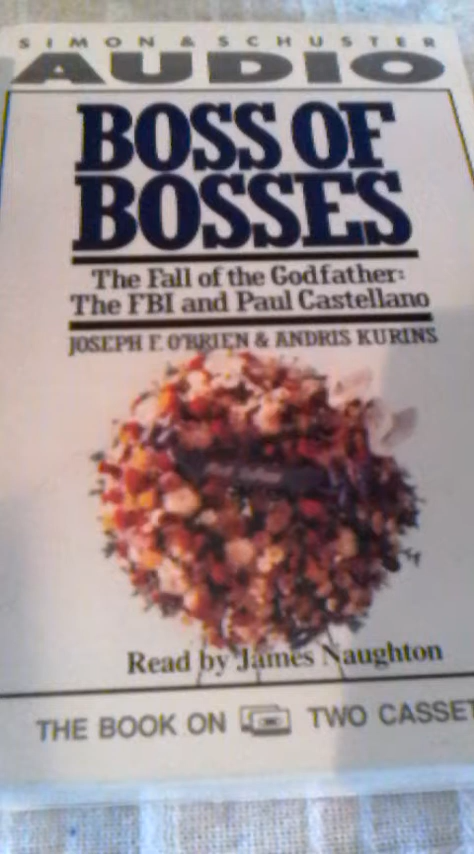 SIMON & SCHUSTER
AUDIO
BOSS OF
BOSSES
The Fall of the Godfather:
The FBI and Paul Castellano
JOSEPH F. O'BRIEN & ANDRIS KURINS
Read by James Naughton
THE BOOK ON TWO CASSET